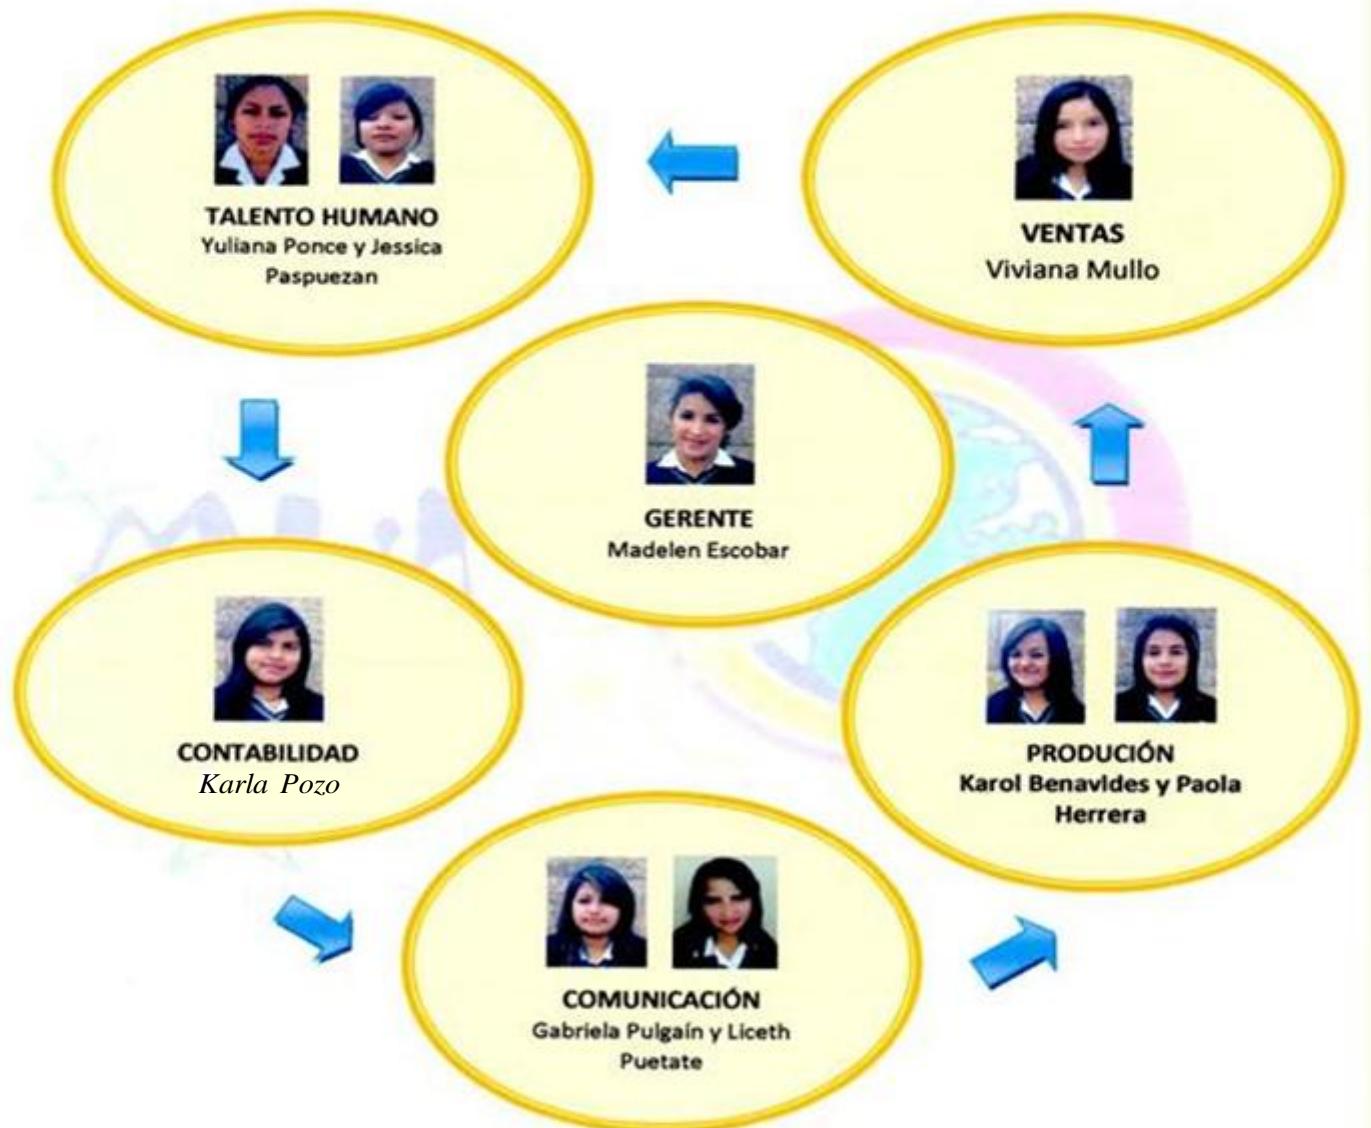 TALENTO HUMANO
Yuliana Ponce y Jessica
Paspuezan
VENTAS
Viviana Mullo
GERENTE
Madelen Escobar
CONTABILIDAD
Karla Pozo
PRODUCIÓN
Karol Benavides y Paola
Herrera
COMUNICACIÓN
Gabriela Pulgaín y Liceth
Puetate